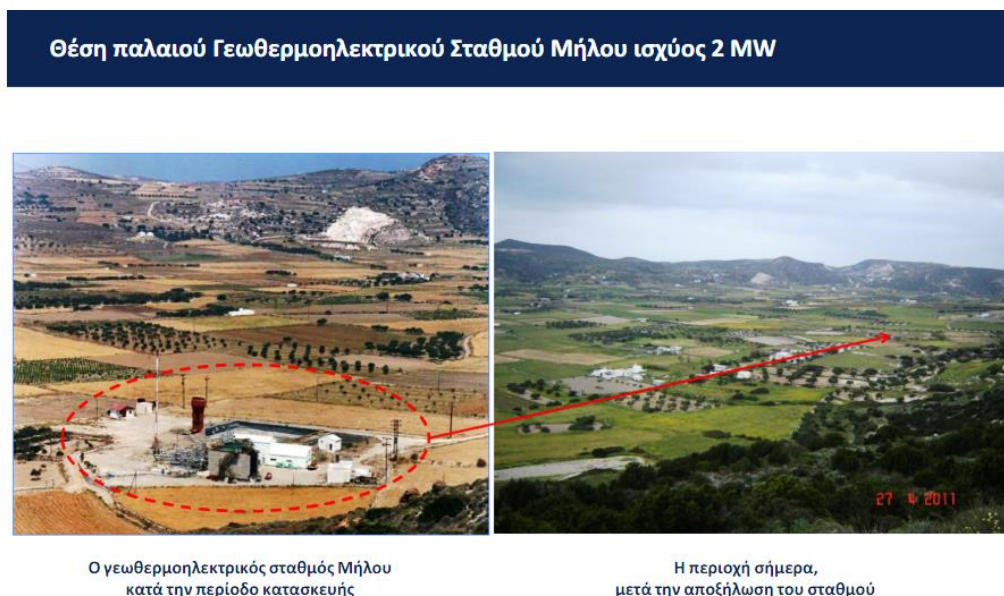 Θέση παλαιού Γεωθερμοηλεκτρικού Σταθμού Μήλου ισχύος 2 MW
27 4 2011
Ο γεωθερμοηλεκτρικός σταθμός Μήλου
κατά την περίοδο κατασκευής
Η περιοχή σήμερα,
μετά την αποξήλωση του σταθμού